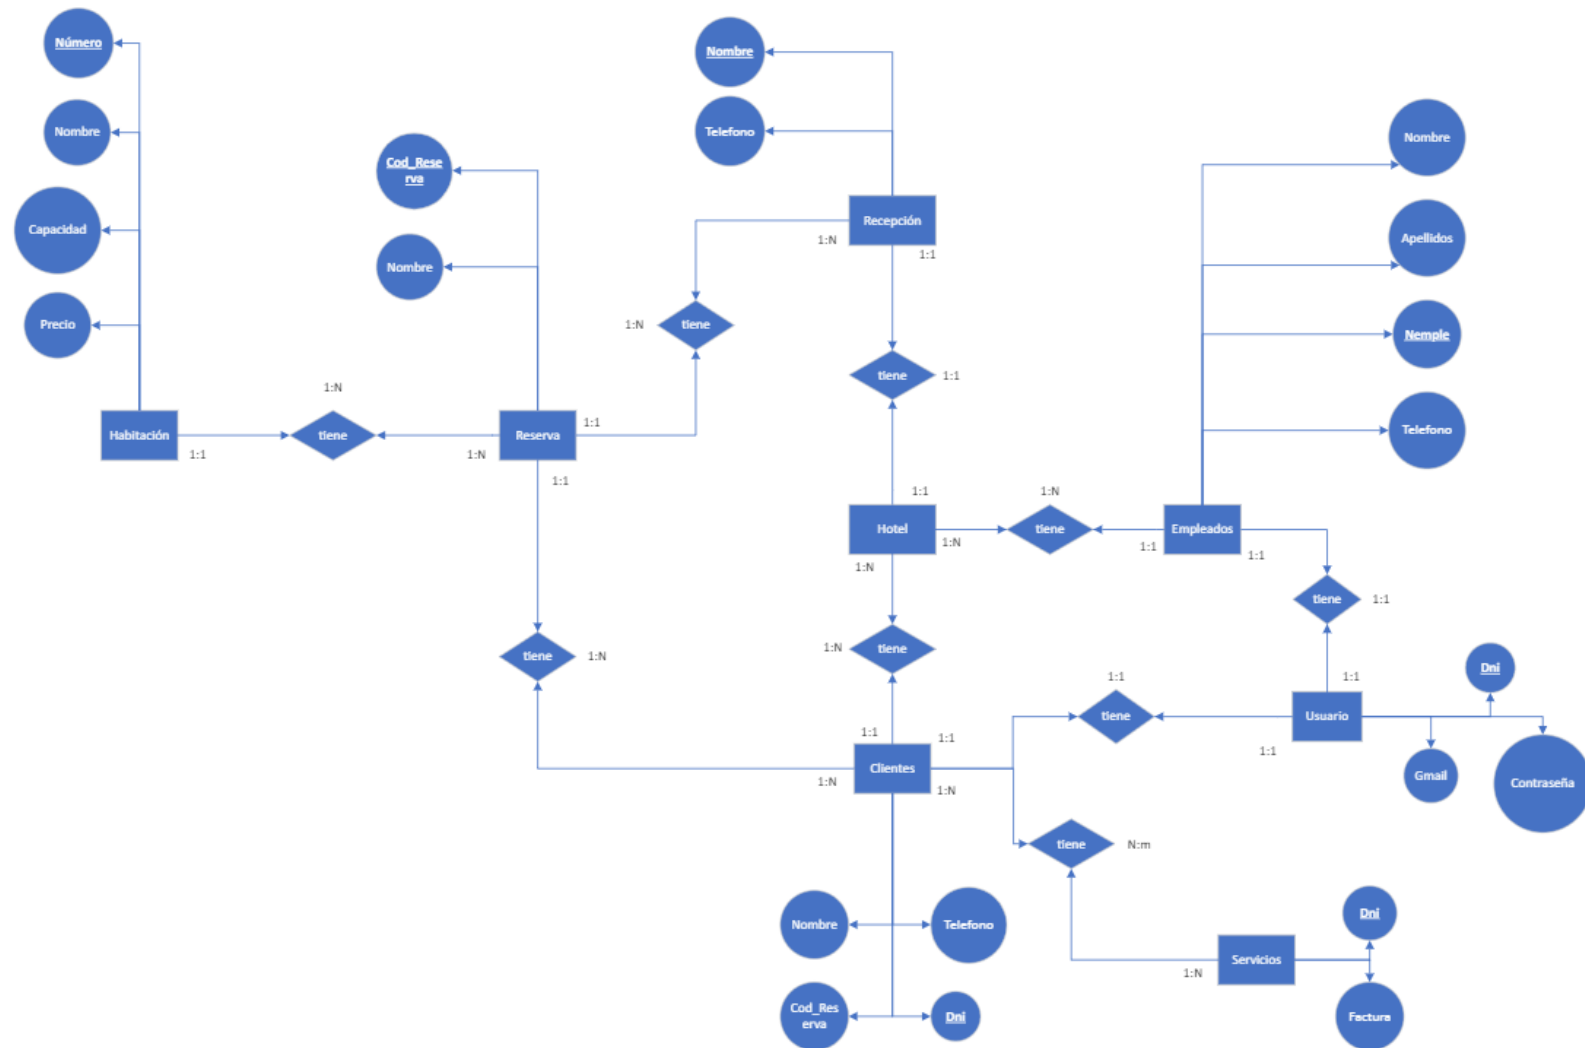 Número
Nombre
Nombre
Nombre
Telefono
Apellidos
Cod_Rese
rva
Capacidad
Recepción
1:N
1:1
Nombre
Precio
1:N
tiene
Nemple
tiene
1:1
1:N
Telefono
Habitación
tiene
Reserva
1:1
1:1
1:N
1:1
1:1
1:N
Hotel
tiene
Empleados
1:N
1:1
1:1
1:N
tiene
1:1
tiene
1:N
1:N
tiene
Dni
1:1
1:1
tiene
Usuario
1:1
1:1
1:1
Clientes
1:N
1:N
Gmail
Contraseña
tiene
N:m
Nombre
Telefono
Dni
Servicios
1:N
Cod_Res
erva
Dni
Factura